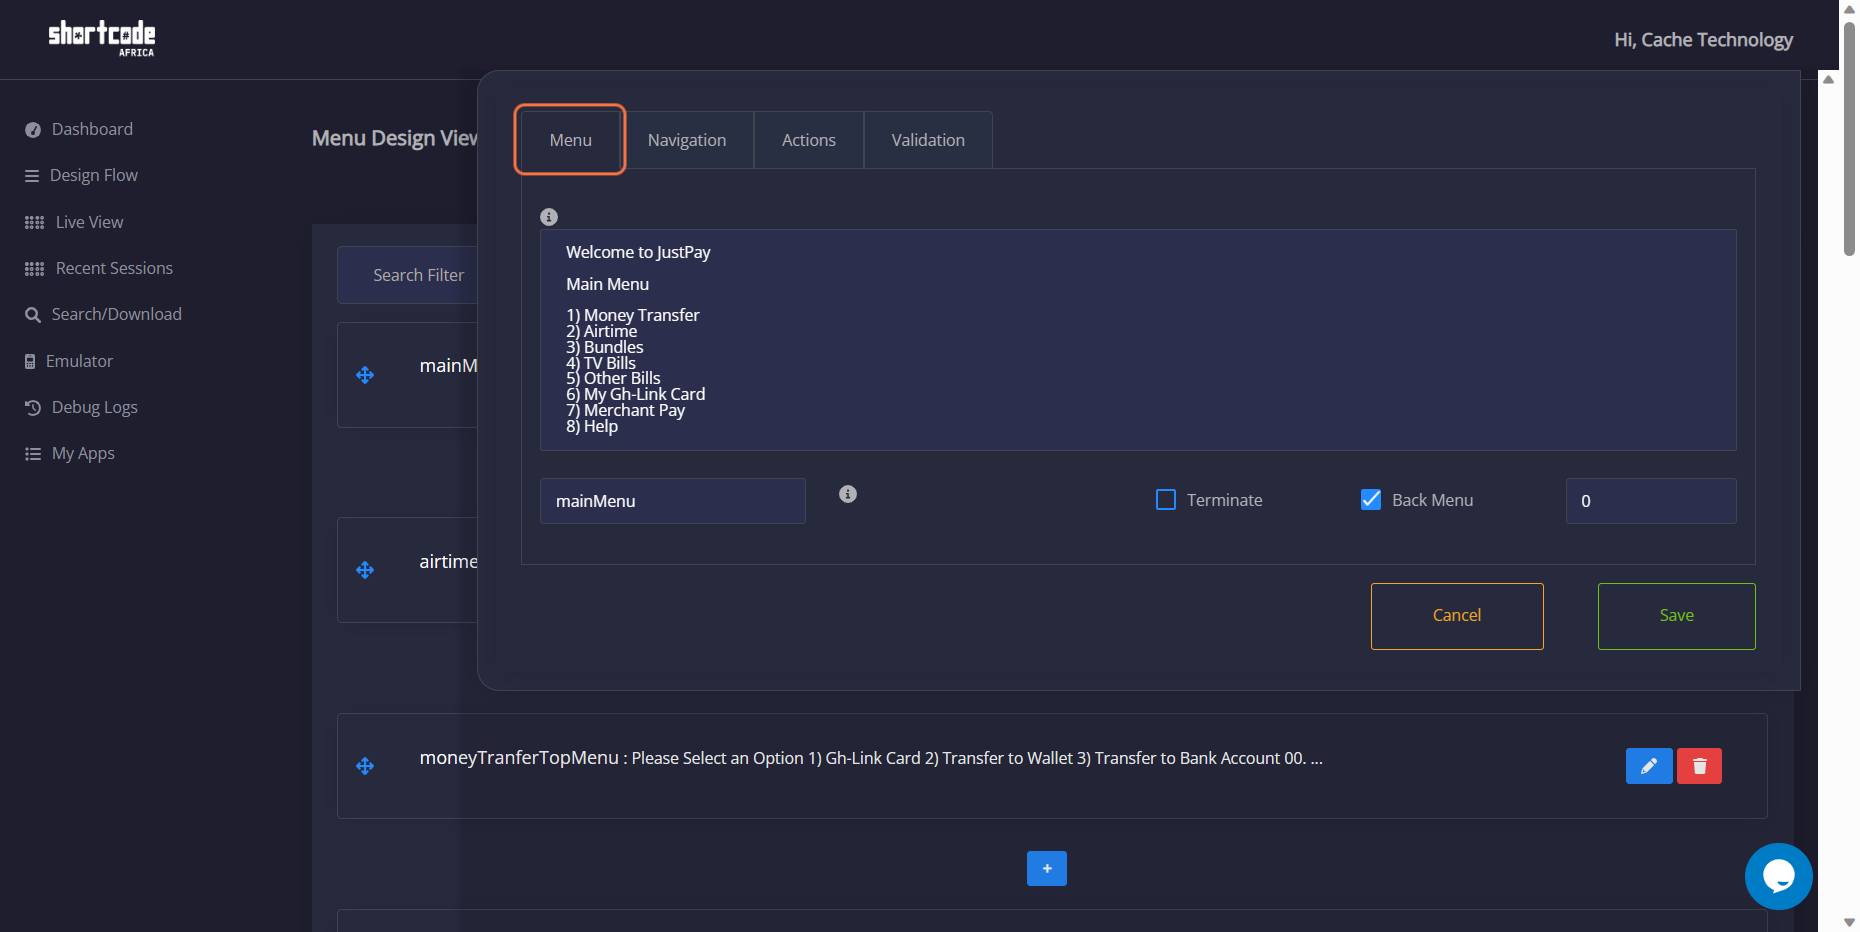 shortcode
AFRICA
Hi, Cache Technology
Dashboard
Design Flow
Live View
Recent Sessions
Search/Download
Emulator
Debug Logs
My Apps
Menu Design View
Search Filter
mainM
airtime
Menu
Navigation
Actions
Validation
Welcome to JustPay
Main Menu
1) Money Transfer
2) Airtime
3) Bundles
4) TV Bills
5) Other Bills
6) My Gh-Link Card
7) Merchant Pay
8) Help
mainMenu
Terminate
Back Menu
0
Cancel
Save
moneyTranferTopMenu : Please Select an Option 1) Gh-Link Card 2) Transfer to Wallet 3) Transfer to Bank Account 00. ...
+